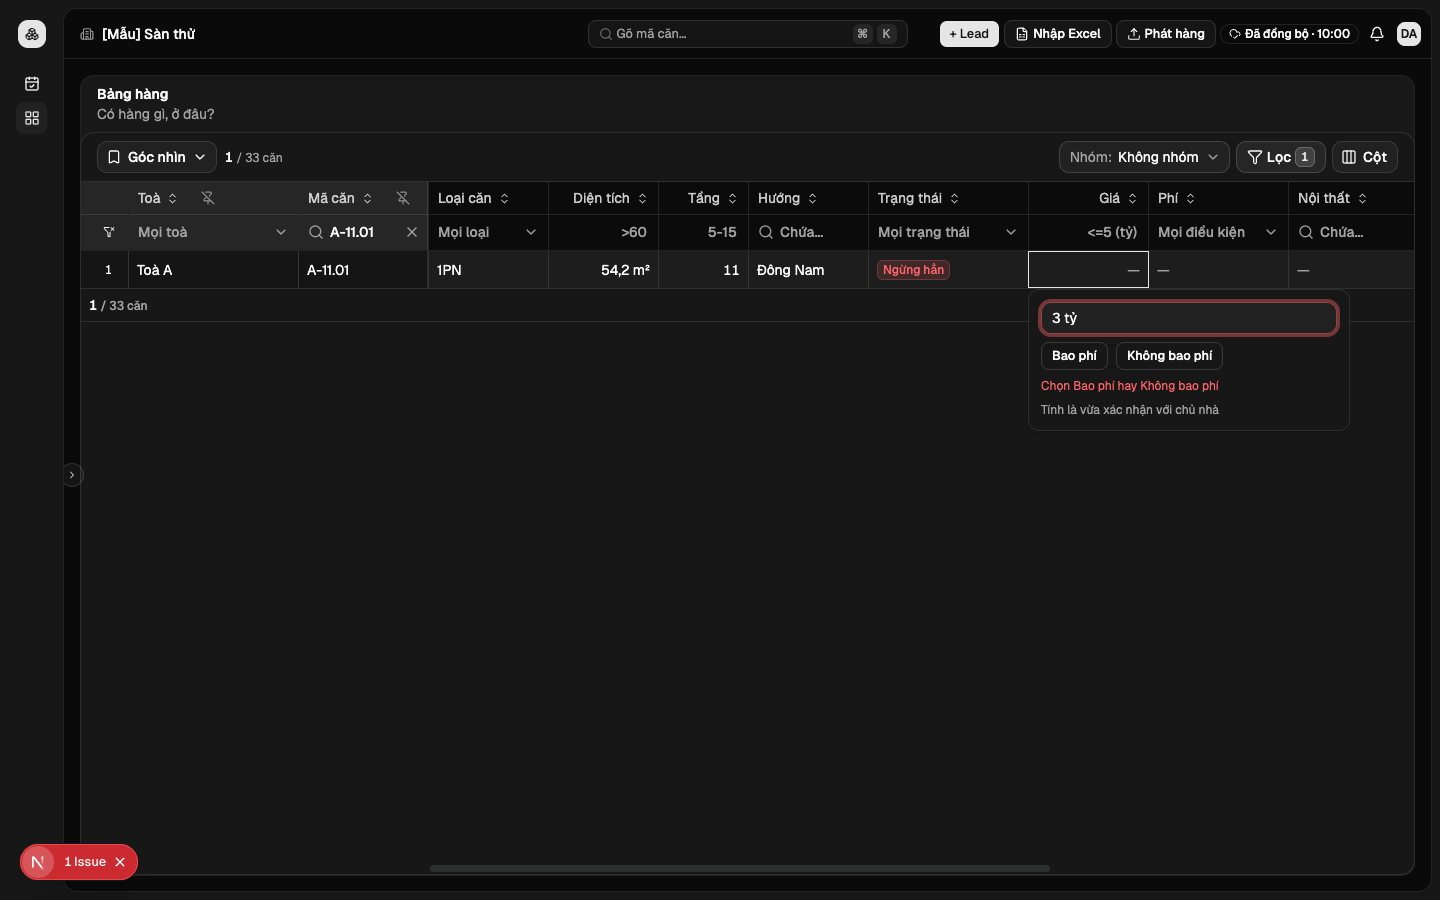 [Mẫu] Sàn thử
Gõ mã căn...
⌘ K
+ Lead
Nhập Excel
Phát hàng
Đã đồng bộ · 10:00
DA
Bảng hàng
Có hàng gì, ở đâu?
Góc nhìn
1 / 33 căn
Nhóm: Không nhóm
Lọc 1
Cột
Toà
Mã căn
Loại căn
Diện tích
Tầng
Hướng
Trạng thái
Giá
Phí
Nội thất
Mọi toà
A-11.01
Mọi loại
>60
5-15
Chứa...
Mọi trạng thái
<=5 (tỷ)
Mọi điều kiện
Chứa...
1
Toà A
A-11.01
1PN
54,2 m²
11
Đông Nam
Ngừng hẳn
—
—
—
1 / 33 căn
3 tỷ
Bao phí
Không bao phí
Chọn Bao phí hay Không bao phí
Tính là vừa xác nhận với chủ nhà
N
1 Issue